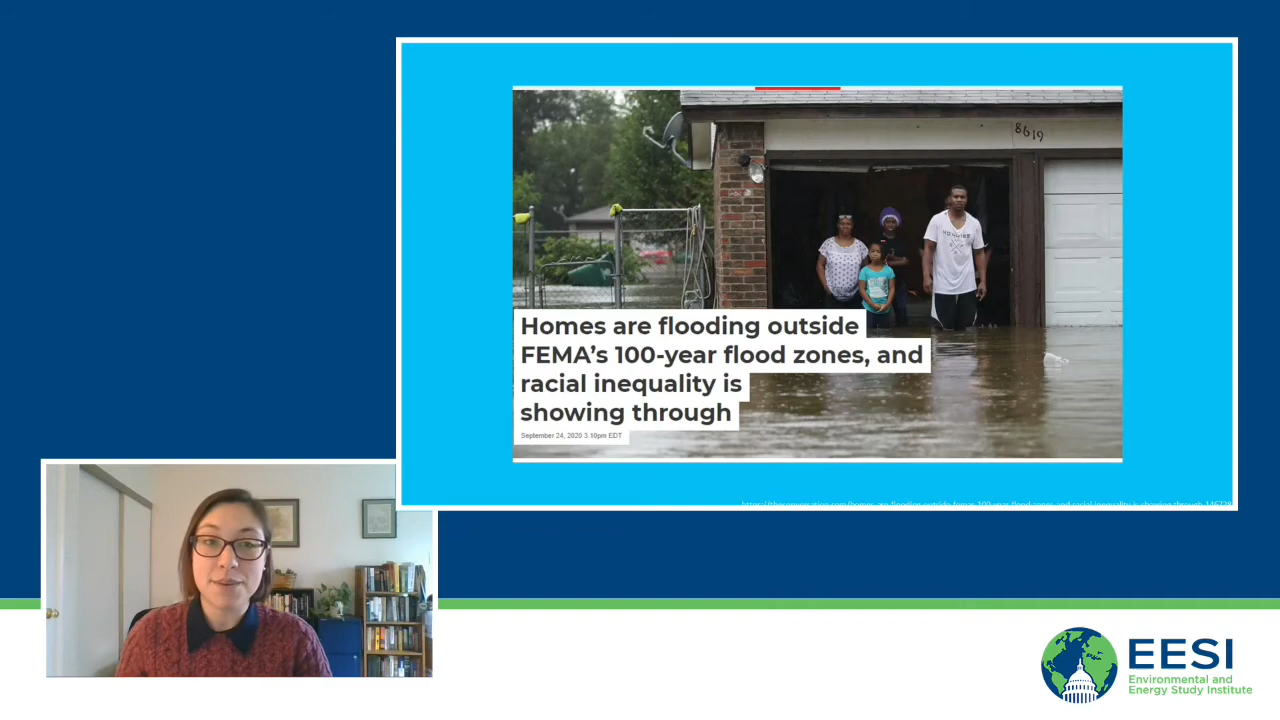 8619
Homes are flooding outside
FEMA's 100-year flood zones, and
racial inequality is
showing through
September 24, 2020 3.10pm EDT
EESI
Environmental and
Energy Study Institute